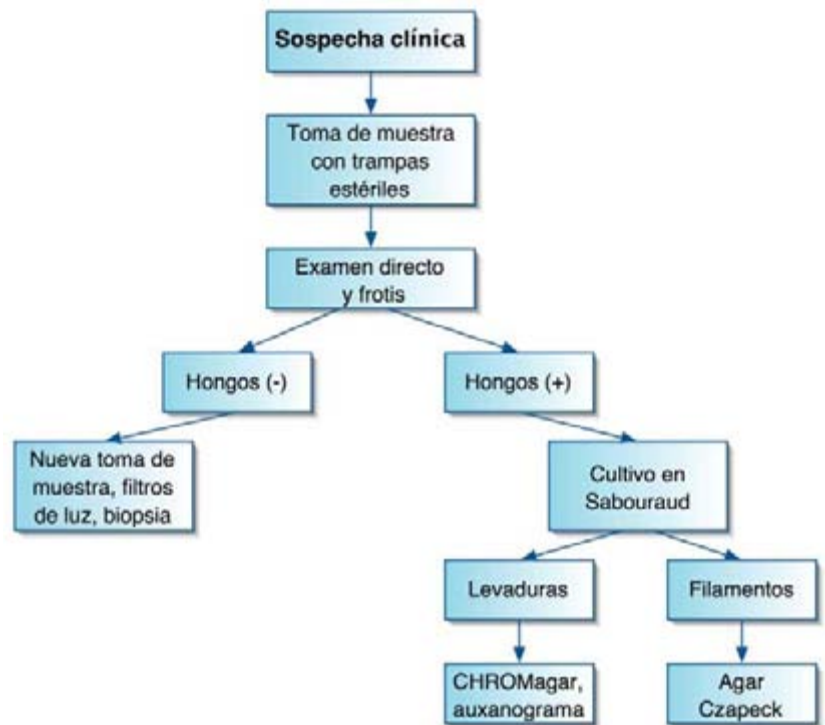 Sospecha clínica
Toma de muestra
con trampas
estériles
Examen directo
y frotis
Hongos (-)
Hongos (+)
Nueva toma de
muestra, filtros
de luz, biopsia
Cultivo en
Sabouraud
Levaduras
Filamentos
CHROMagar,
auxanograma
Agar
Czapeck